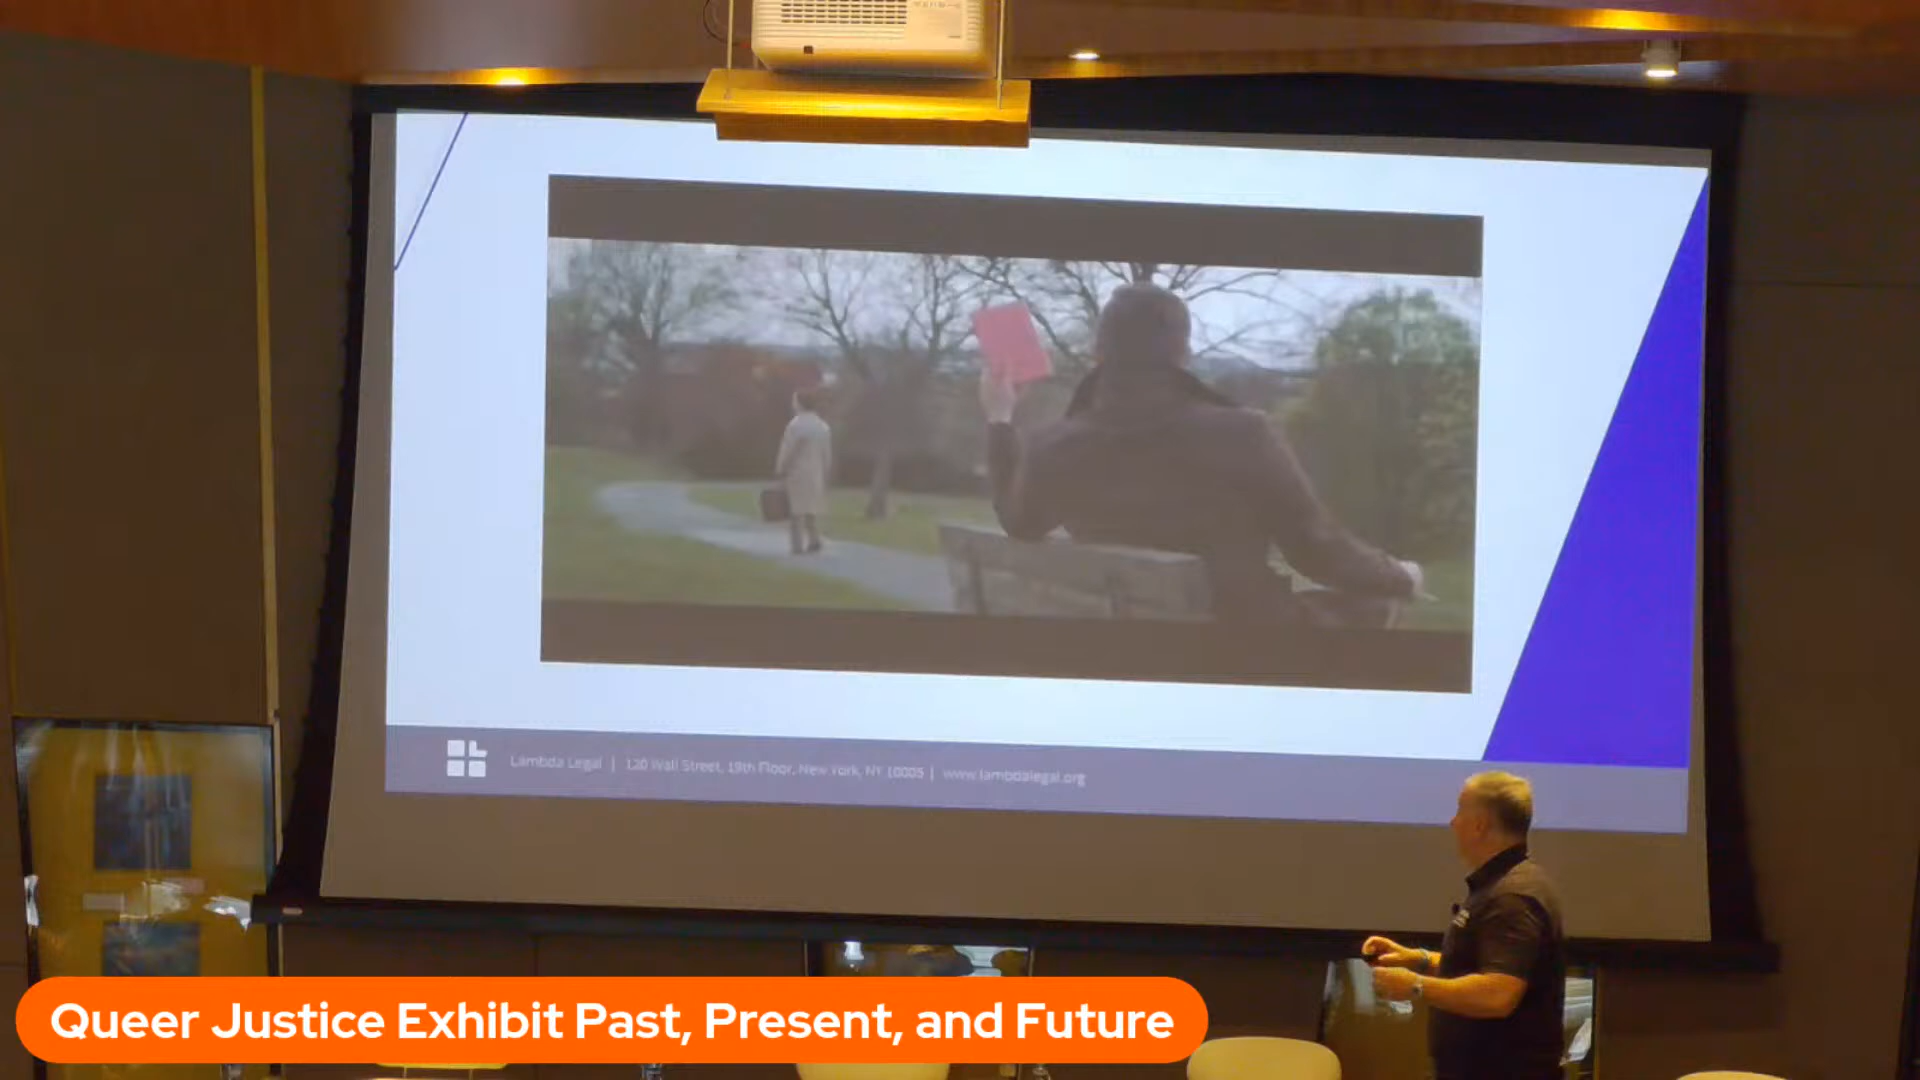 Lambda Legal | 120 Wall Street, 19th Floor, New York, NY 10005 | www.lambdalegal.org
Queer Justice Exhibit Past, Present, and Future